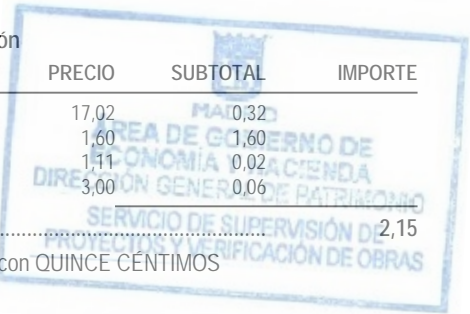 ón
PRECIO SUBTOTAL IMPORTE
17,02 0,32
1,60 1,60
1,11 0,02
3,00 0,06
2,15
con QUINCE CÉNTIMOS
MADRID
ÁREA DE GOBIERNO DE
ECONOMÍA Y HACIENDA
DIRECCIÓN GENERAL DE PATRIMONIO
SERVICIO DE SUPERVISIÓN DE
PROYECTOS Y VERIFICACIÓN DE OBRAS